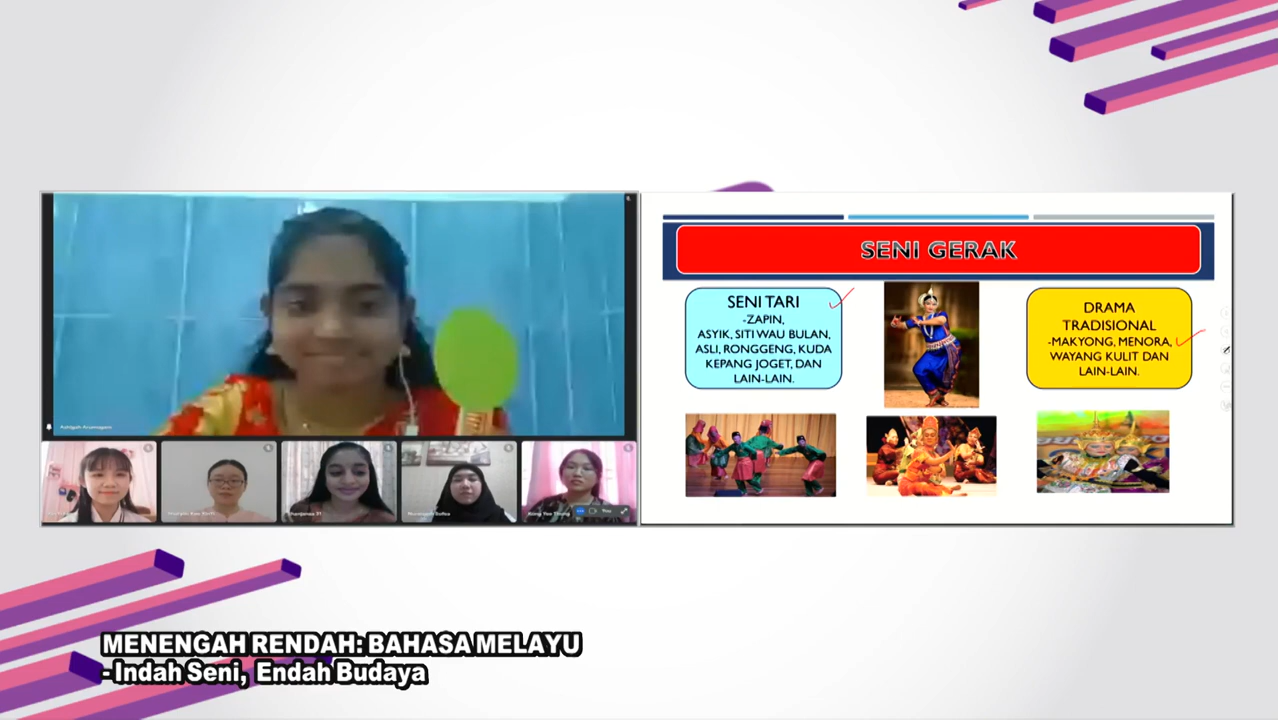 SENI GERAK
SENI TARI
-ZAPIN,
ASYIK, SITI WAU BULAN,
ASLI, RONGGENG, KUDA
KEPANG JOGET, DAN
LAIN-LAIN.
DRAMA
TRADISIONAL
-MAKYONG, MENORA,
WAYANG KULIT DAN
LAIN-LAIN.
MENENGAH RENDAH: BAHASA MELAYU
-Indah Seni, Endah Budaya